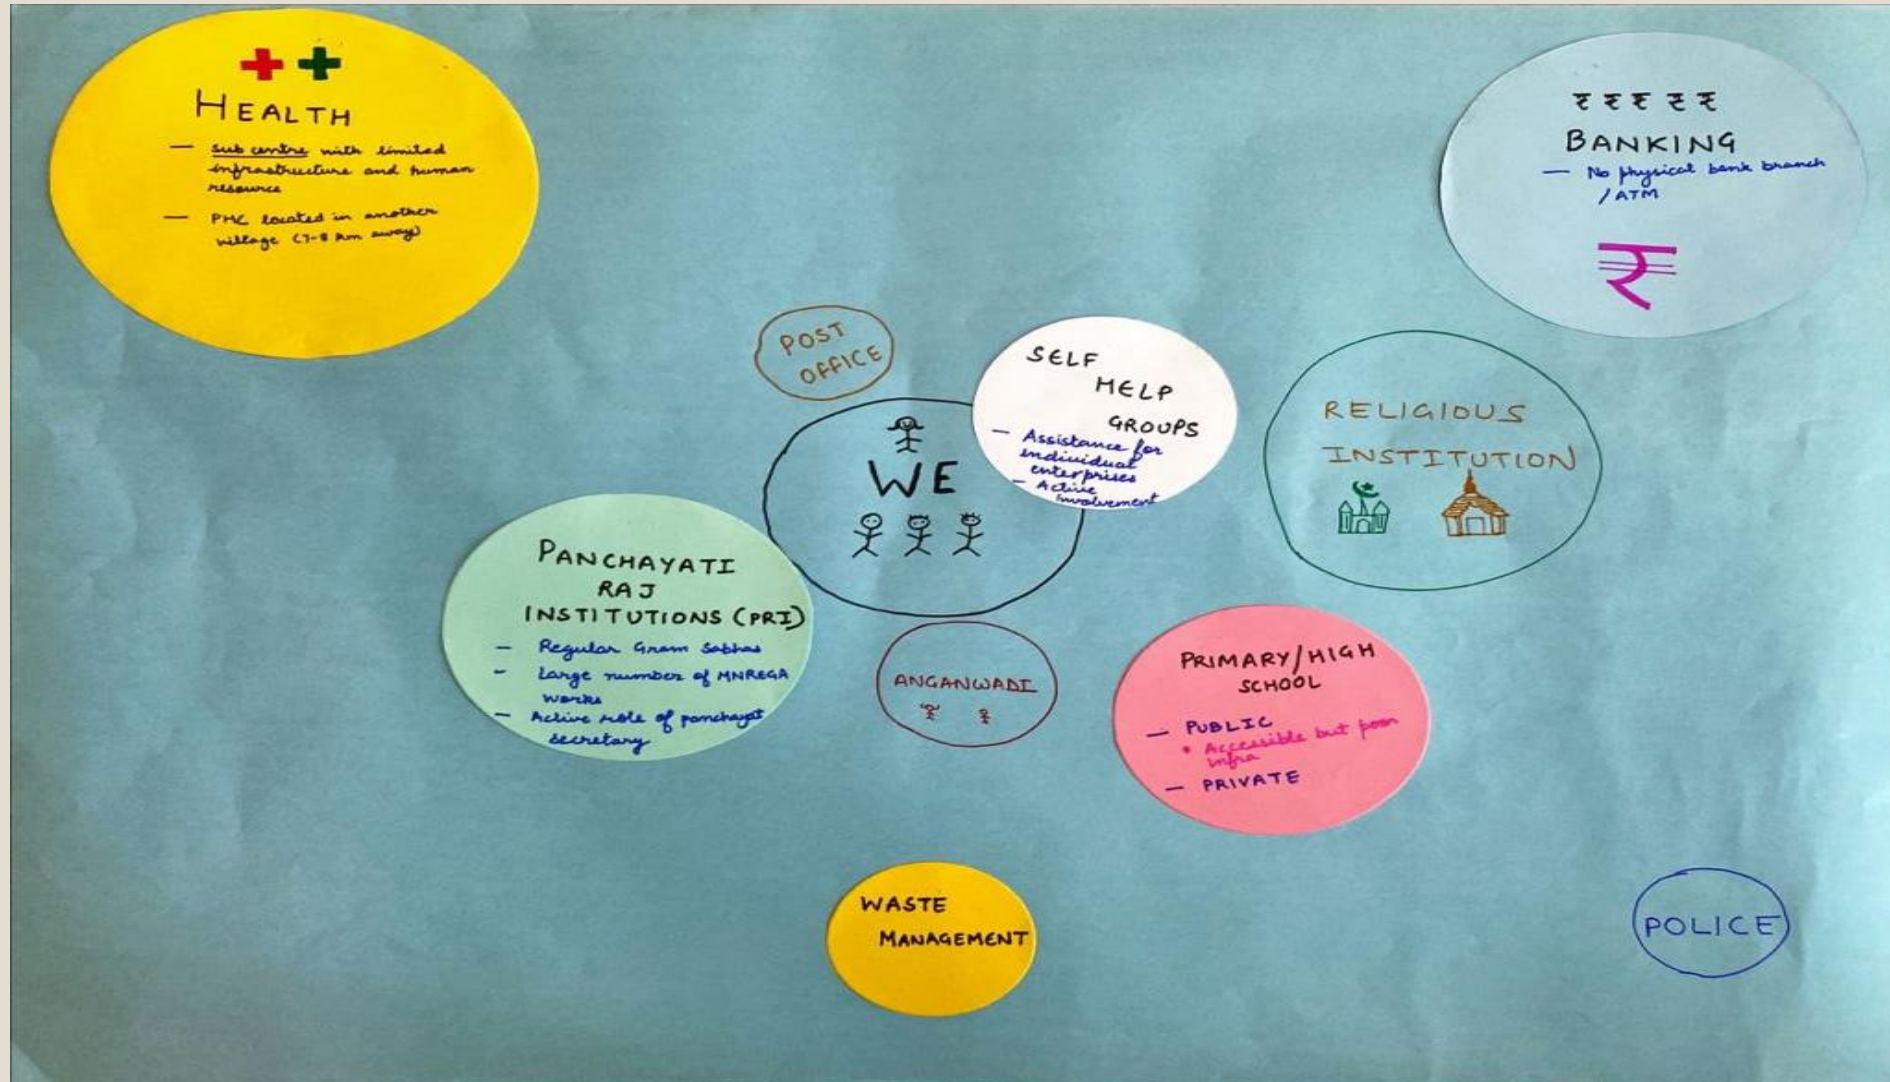 HEALTH
— sub centre with limited
infrastructure and human
resource
— PHC located in another
village (7-8 km away)
₹ ₹ ₹ ₹ ₹
BANKING
— No physical bank branch
/ATM
₹
POST
OFFICE
SELF
HELP
GROUPS
— Assistance for
individual
enterprises
— Active
involvement
WE
RELIGIOUS
INSTITUTION
PANCHAYATI
RAJ
INSTITUTIONS (PRI)
— Regular Gram Sabhas
— Large number of MNREGA
works
— Active role of panchayat
secretary
ANGANWADI
PRIMARY/HIGH
SCHOOL
— PUBLIC
• Accessible but poor
infra
— PRIVATE
WASTE
MANAGEMENT
POLICE